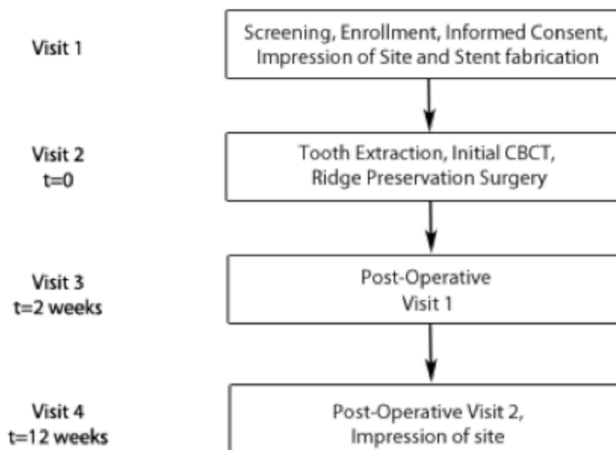 Visit 1
Screening, Enrollment, Informed Consent,
Impression of Site and Stent fabrication
Visit 2
t=0
Tooth Extraction, Initial CBCT,
Ridge Preservation Surgery
Visit 3
t=2 weeks
Post-Operative
Visit 1
Visit 4
t=12 weeks
Post-Operative Visit 2,
Impression of site